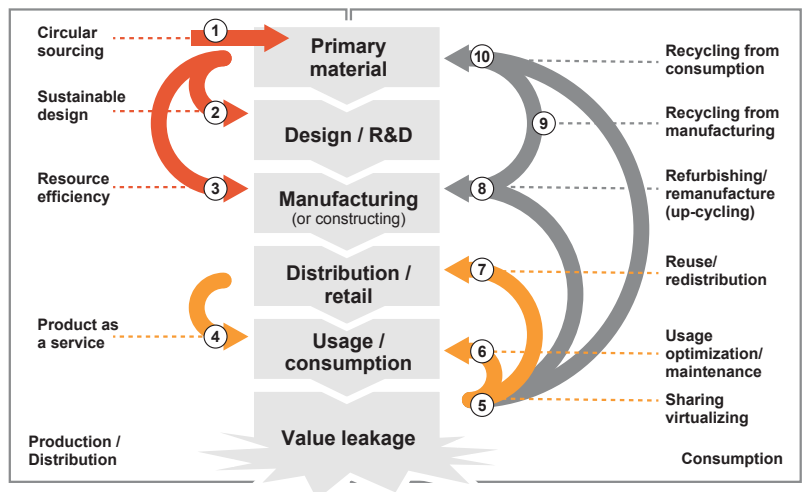 Circular
sourcing
1
Primary
material
10
Recycling from
consumption
Sustainable
design
2
Design / R&D
9
Recycling from
manufacturing
Resource
efficiency
3
Manufacturing
(or constructing)
8
Refurbishing/
remanufacture
(up-cycling)
Distribution /
retail
7
Reuse/
redistribution
Product as
a service
4
Usage /
consumption
6
Usage
optimization/
maintenance
5
Sharing
virtualizing
Value leakage
Production /
Distribution
Consumption